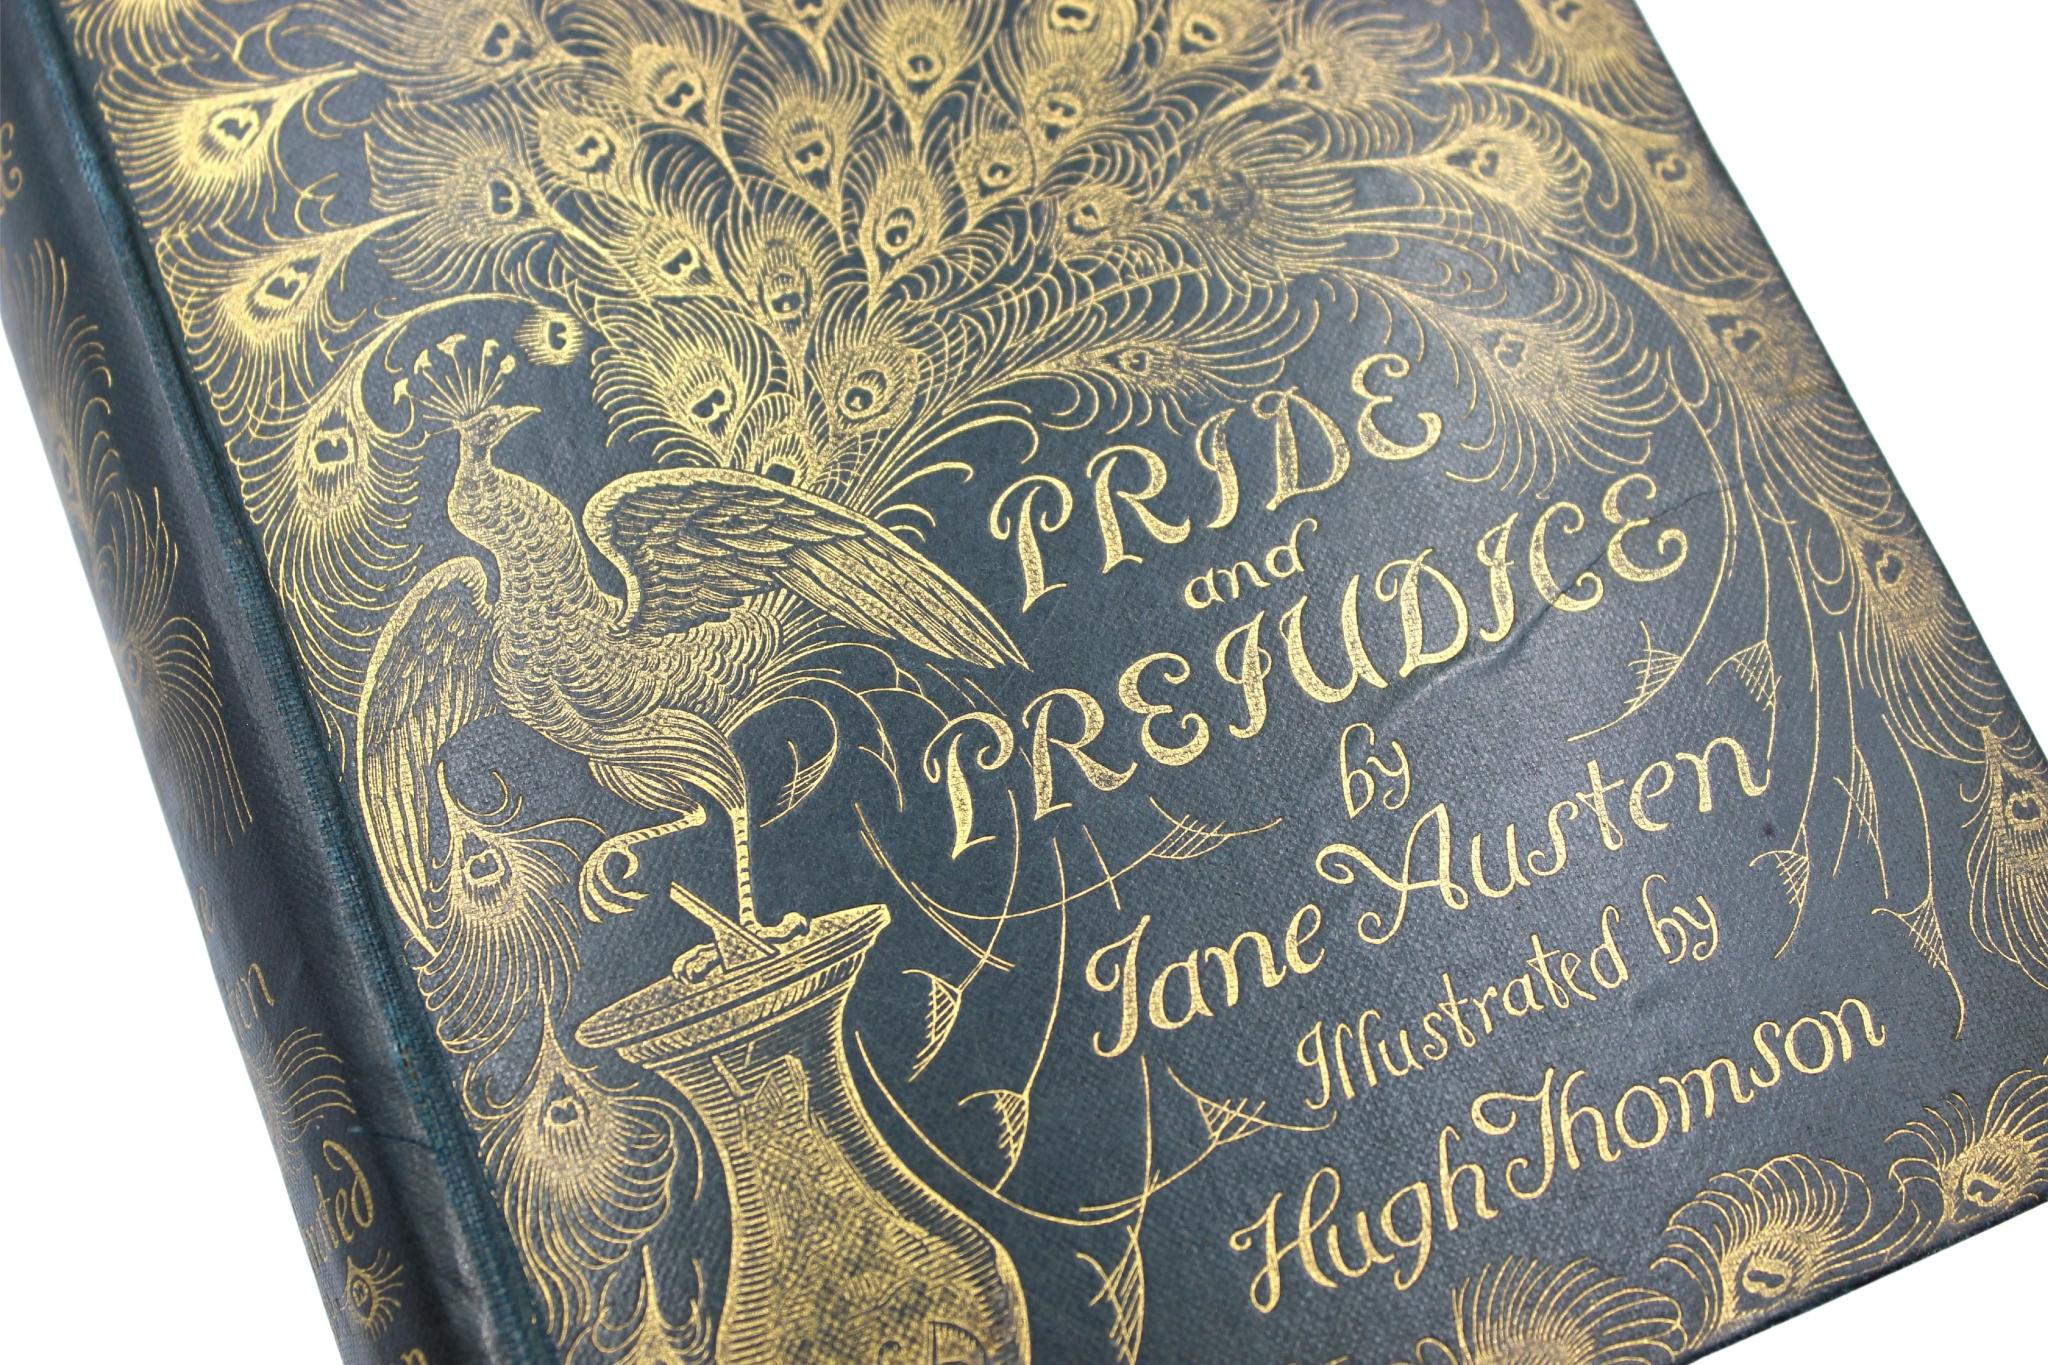 PRIDE
and
PREJUDICE
by
Jane Austen
Illustrated by
Hugh Thomson